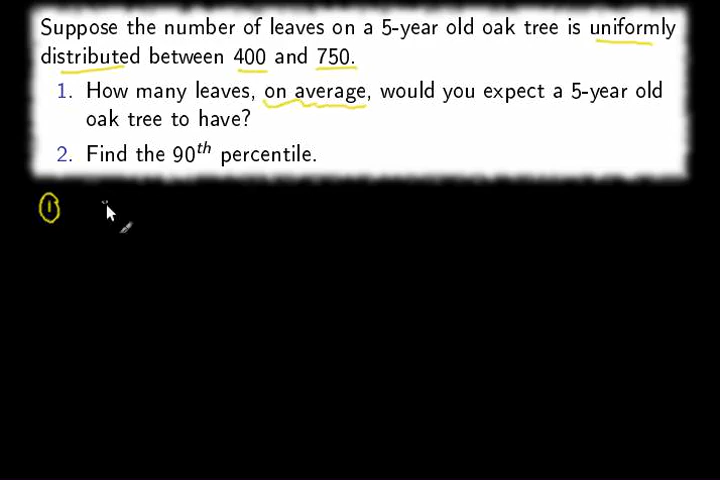 Suppose the number of leaves on a 5-year old oak tree is uniformly
distributed between 400 and 750.
1. How many leaves, on average, would you expect a 5-year old
oak tree to have?
2. Find the 90th percentile.
①